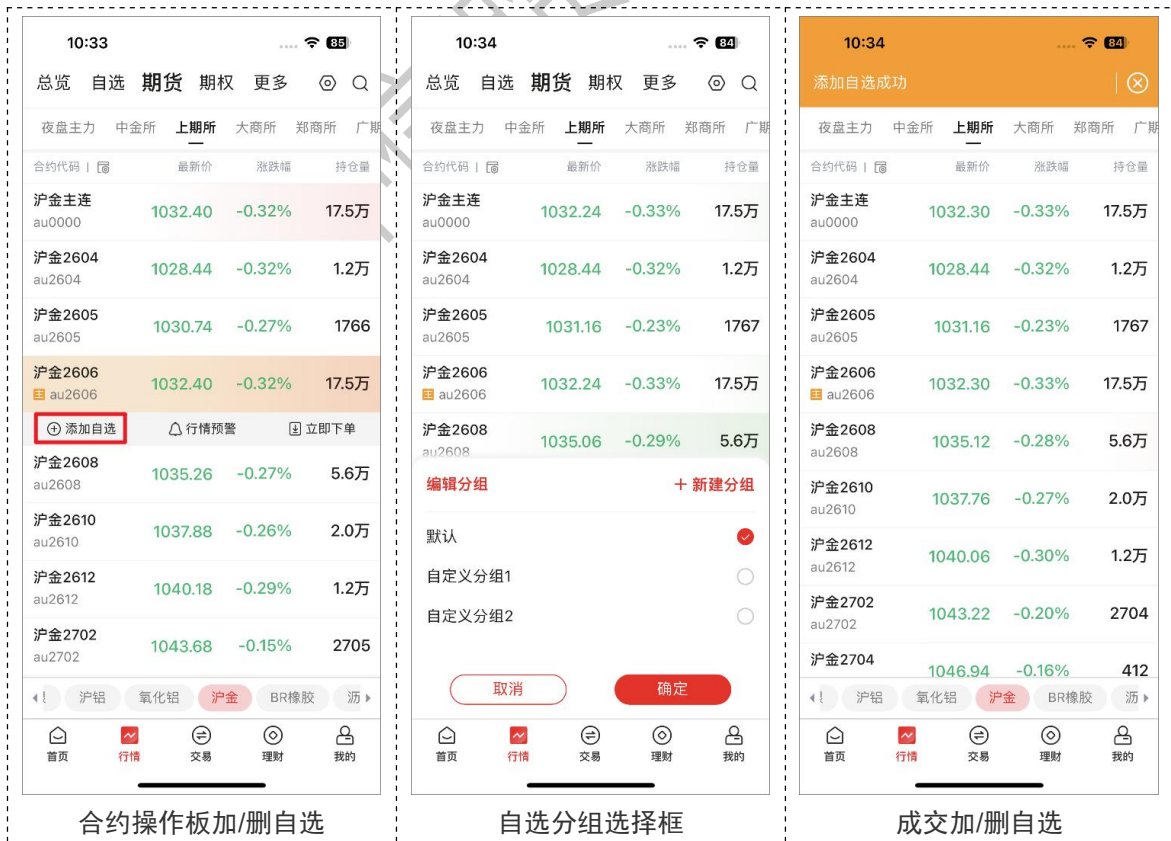 10:33
85
总览 自选 期货 期权 更多
夜盘主力 中金所 上期所 大商所 郑商所 广期
合约代码 | 最新价 涨跌幅 持仓量
沪金主连
au0000 1032.40 -0.32% 17.5万
沪金2604
au2604 1028.44 -0.32% 1.2万
沪金2605
au2605 1030.74 -0.27% 1766
沪金2606
主 au2606 1032.40 -0.32% 17.5万
添加自选 行情预警 立即下单
沪金2608
au2608 1035.26 -0.27% 5.6万
沪金2610
au2610 1037.88 -0.26% 2.0万
沪金2612
au2612 1040.18 -0.29% 1.2万
沪金2702
au2702 1043.68 -0.15% 2705
沪铝 氧化铝 沪金 BR橡胶 沥
首页 行情 交易 理财 我的
合约操作板加/删自选
10:34
84
总览 自选 期货 期权 更多
夜盘主力 中金所 上期所 大商所 郑商所 广期
合约代码 | 最新价 涨跌幅 持仓量
沪金主连
au0000 1032.24 -0.33% 17.5万
沪金2604
au2604 1028.44 -0.32% 1.2万
沪金2605
au2605 1031.16 -0.23% 1767
沪金2606
主 au2606 1032.24 -0.33% 17.5万
沪金2608
au2608 1035.06 -0.29% 5.6万
编辑分组 + 新建分组
默认
自定义分组1
自定义分组2
取消 确定
首页 行情 交易 理财 我的
自选分组选择框
10:34
84
添加自选成功
夜盘主力 中金所 上期所 大商所 郑商所 广期
合约代码 | 最新价 涨跌幅 持仓量
沪金主连
au0000 1032.30 -0.33% 17.5万
沪金2604
au2604 1028.44 -0.32% 1.2万
沪金2605
au2605 1031.16 -0.23% 1767
沪金2606
主 au2606 1032.30 -0.33% 17.5万
沪金2608
au2608 1035.12 -0.28% 5.6万
沪金2610
au2610 1037.76 -0.27% 2.0万
沪金2612
au2612 1040.06 -0.30% 1.2万
沪金2702
au2702 1043.22 -0.20% 2704
沪金2704
1046.94 -0.16% 412
沪铝 氧化铝 沪金 BR橡胶 沥
首页 行情 交易 理财 我的
成交加/删自选